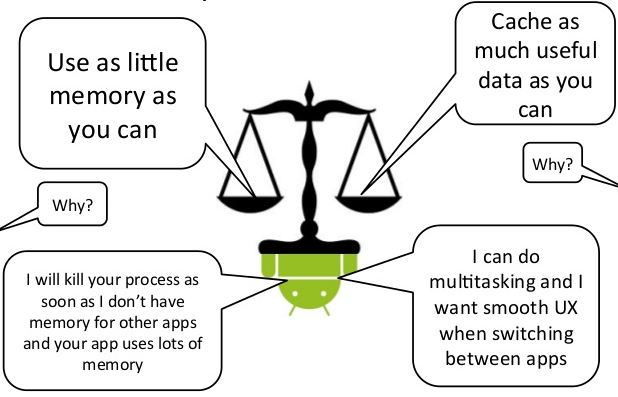 Use as little
memory as
you can
Cache as
much useful
data as you
can
Why?
Why?
I will kill your process as
soon as I don't have
memory for other apps
and your app uses lots of
memory
I can do
multitasking and I
want smooth UX
when switching
between apps